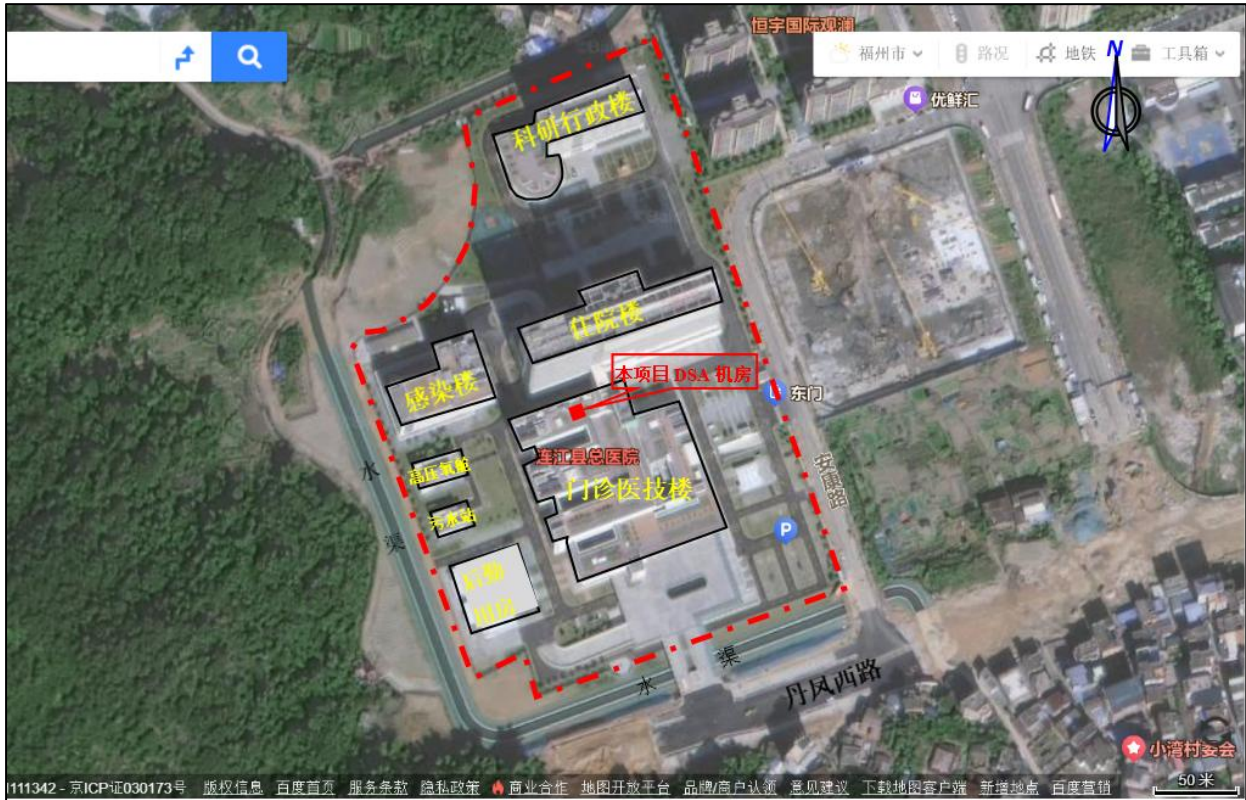 恒宇国际观澜
福州市
路况
地铁
N
工具箱
优鲜汇
科研行政楼
住院楼
本项目 DSA 机房
感染楼
东门
连江县总医院
高压氧舱
门诊医技楼
水
污水站
渠
P
后勤
用房
渠
水
丹凤西路
小湾村委会
50 米
1111342 - 京ICP证030173号 版权信息 百度首页 服务条款 隐私政策 商业合作 地图开放平台 品牌/商户认领 意见建议 下载地图客户端 新增地点 百度营销